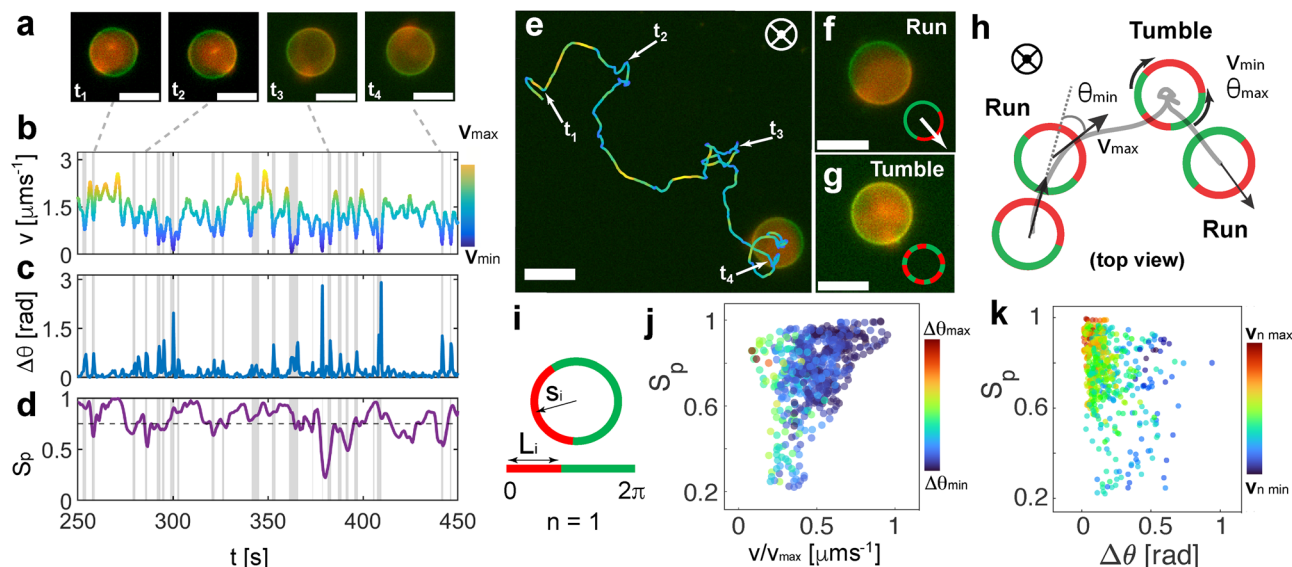 a
t1
t2
t3
t4
b
vmax
vmin
v [μms-1]
3
1.5
0
c
Δθ [rad]
3
1.5
0
d
Sp
1
0.5
0
250
300
350
400
450
t [s]
e
t1
t2
t3
t4
f
Run
g
Tumble
h
Tumble
vmin
θmax
θmin
Run
vmax
Run
(top view)
i
si
Li
0
2π
n = 1
j
Sp
1
0.6
0.2
0
0.5
1
v/vmax [μms-1]
Δθmax
Δθmin
k
Sp
1
0.6
0.2
0
0.5
1
Δθ [rad]
vn max
vn min